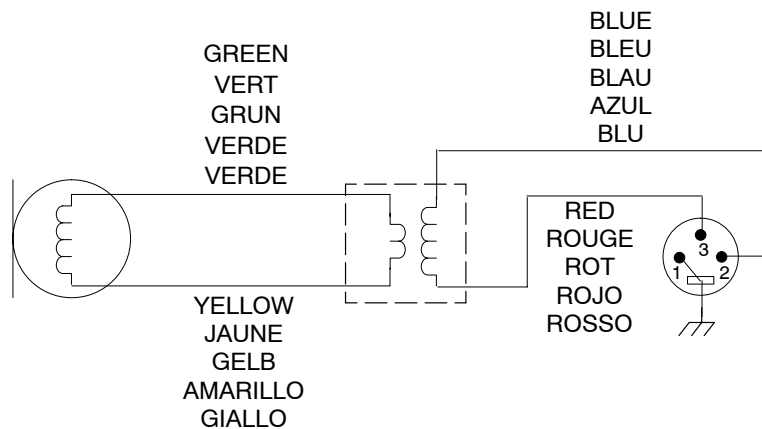 GREEN
VERT
GRUN
VERDE
VERDE
BLUE
BLEU
BLAU
AZUL
BLU
YELLOW
JAUNE
GELB
AMARILLO
GIALLO
RED
ROUGE
ROT
ROJO
ROSSO
3
1
2